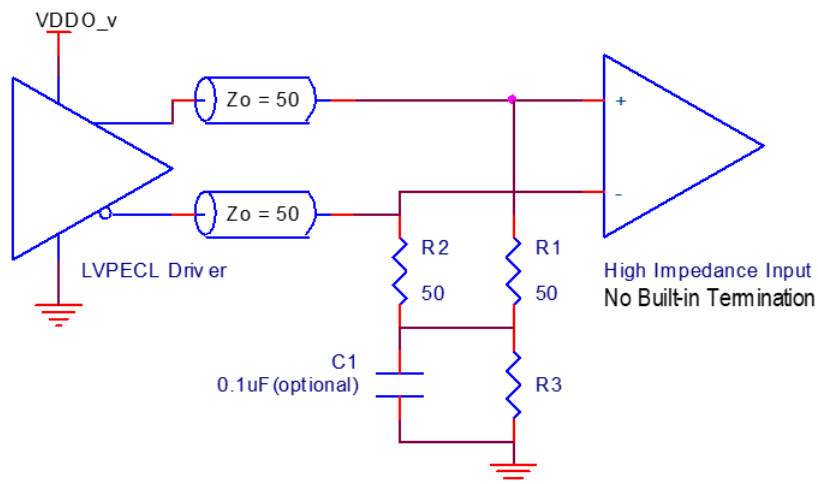 VDDO_v
Zo = 50
+
Zo = 50
-
LVPECL Driver
R2
50
R1
50
High Impedance Input
No Built-in Termination
C1
0.1uF(optional)
R3